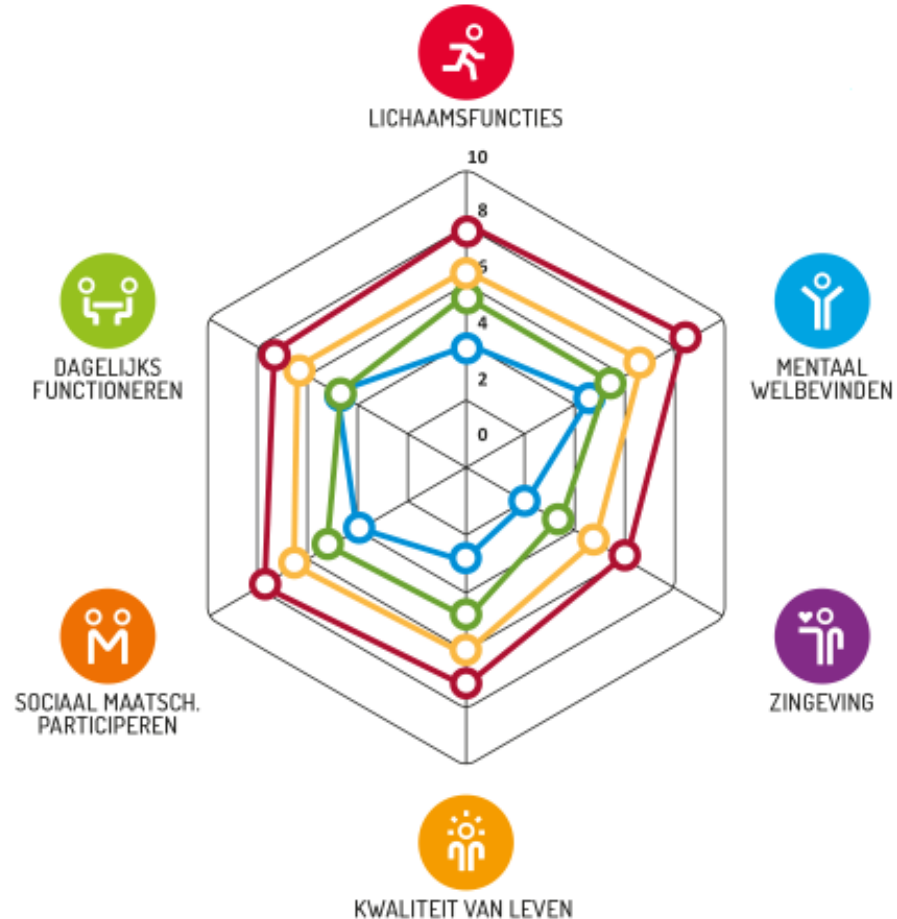 LICHAAMSFUNCTIES
10
8
6
4
2
0
DAGELIJKS
FUNCTIONEREN
MENTAAL
WELBEVINDEN
SOCIAAL MAATSCH.
PARTICIPEREN
ZINGEVING
KWALITEIT VAN LEVEN